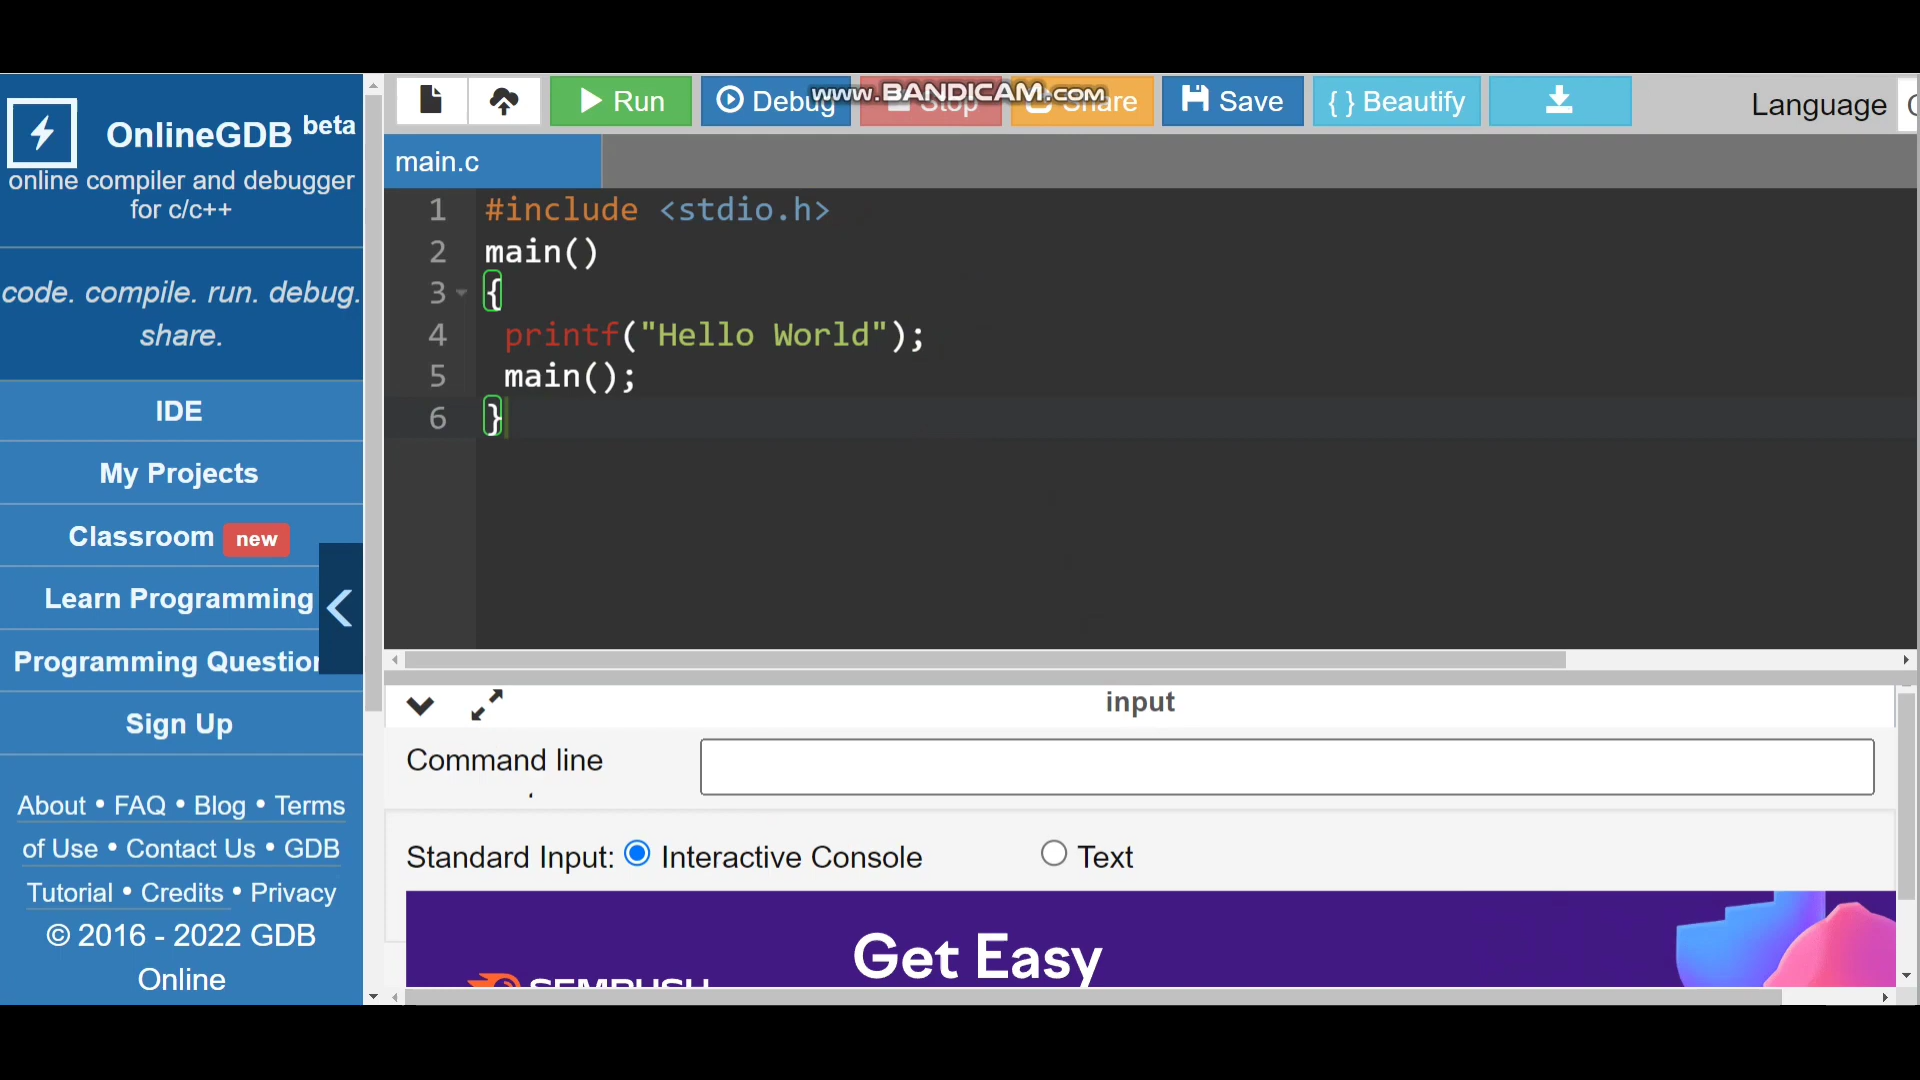 www.BANDICAM.com
OnlineGDB beta
online compiler and debugger
for c/c++
code. compile. run. debug.
share.
IDE
My Projects
Classroom new
Learn Programming
Programming Question
Sign Up
About • FAQ • Blog • Terms
of Use • Contact Us • GDB
Tutorial • Credits • Privacy
© 2016 - 2022 GDB
Online
Run Debug Stop Share Save { } Beautify Language
main.c
1 #include <stdio.h>
2 main()
3 {
4 printf("Hello World");
5 main();
6 }
input
Command line
Standard Input: Interactive Console Text
Get Easy
SEMRUSH